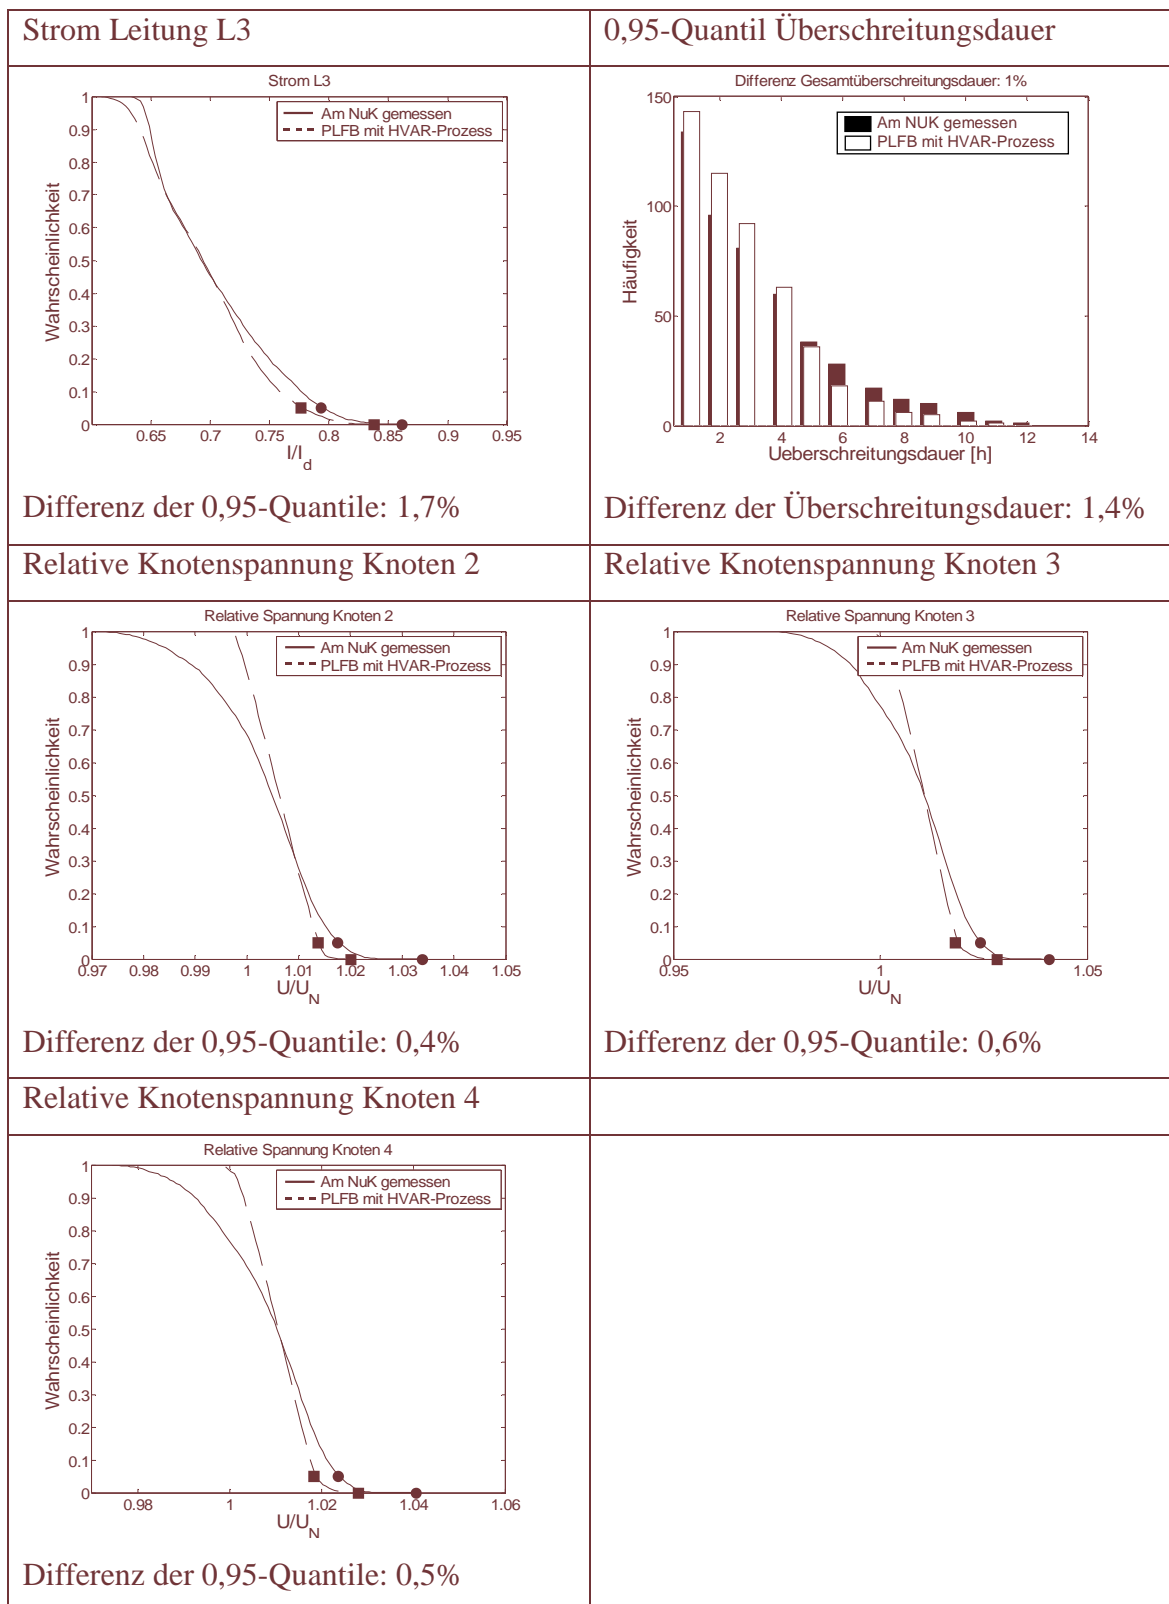 Strom Leitung L3
0,95-Quantil Überschreitungsdauer
Strom L3
1
0.9
0.8
0.7
0.6
0.5
0.4
0.3
0.2
0.1
0
Wahrscheinlichkeit
Am NuK gemessen
PLFB mit HVAR-Prozess
0.65 0.7 0.75 0.8 0.85 0.9 0.95
I/I_d
Differenz der 0,95-Quantile: 1,7%
Differenz Gesamtüberschreitungsdauer: 1%
150
100
50
0
Häufigkeit
Am NUK gemessen
PLFB mit HVAR-Prozess
2 4 6 8 10 12 14
Ueberschreitungsdauer [h]
Differenz der Überschreitungsdauer: 1,4%
Relative Knotenspannung Knoten 2
Relative Knotenspannung Knoten 3
Relative Spannung Knoten 2
1
0.9
0.8
0.7
0.6
0.5
0.4
0.3
0.2
0.1
0
Wahrscheinlichkeit
Am NuK gemessen
PLFB mit HVAR-Prozess
0.97 0.98 0.99 1 1.01 1.02 1.03 1.04 1.05
U/U_N
Differenz der 0,95-Quantile: 0,4%
Relative Spannung Knoten 3
1
0.9
0.8
0.7
0.6
0.5
0.4
0.3
0.2
0.1
0
Wahrscheinlichkeit
Am NuK gemessen
PLFB mit HVAR-Prozess
0.95 1 1.05
U/U_N
Differenz der 0,95-Quantile: 0,6%
Relative Knotenspannung Knoten 4
Relative Spannung Knoten 4
1
0.9
0.8
0.7
0.6
0.5
0.4
0.3
0.2
0.1
0
Wahrscheinlichkeit
Am NuK gemessen
PLFB mit HVAR-Prozess
0.98 1 1.02 1.04 1.06
U/U_N
Differenz der 0,95-Quantile: 0,5%